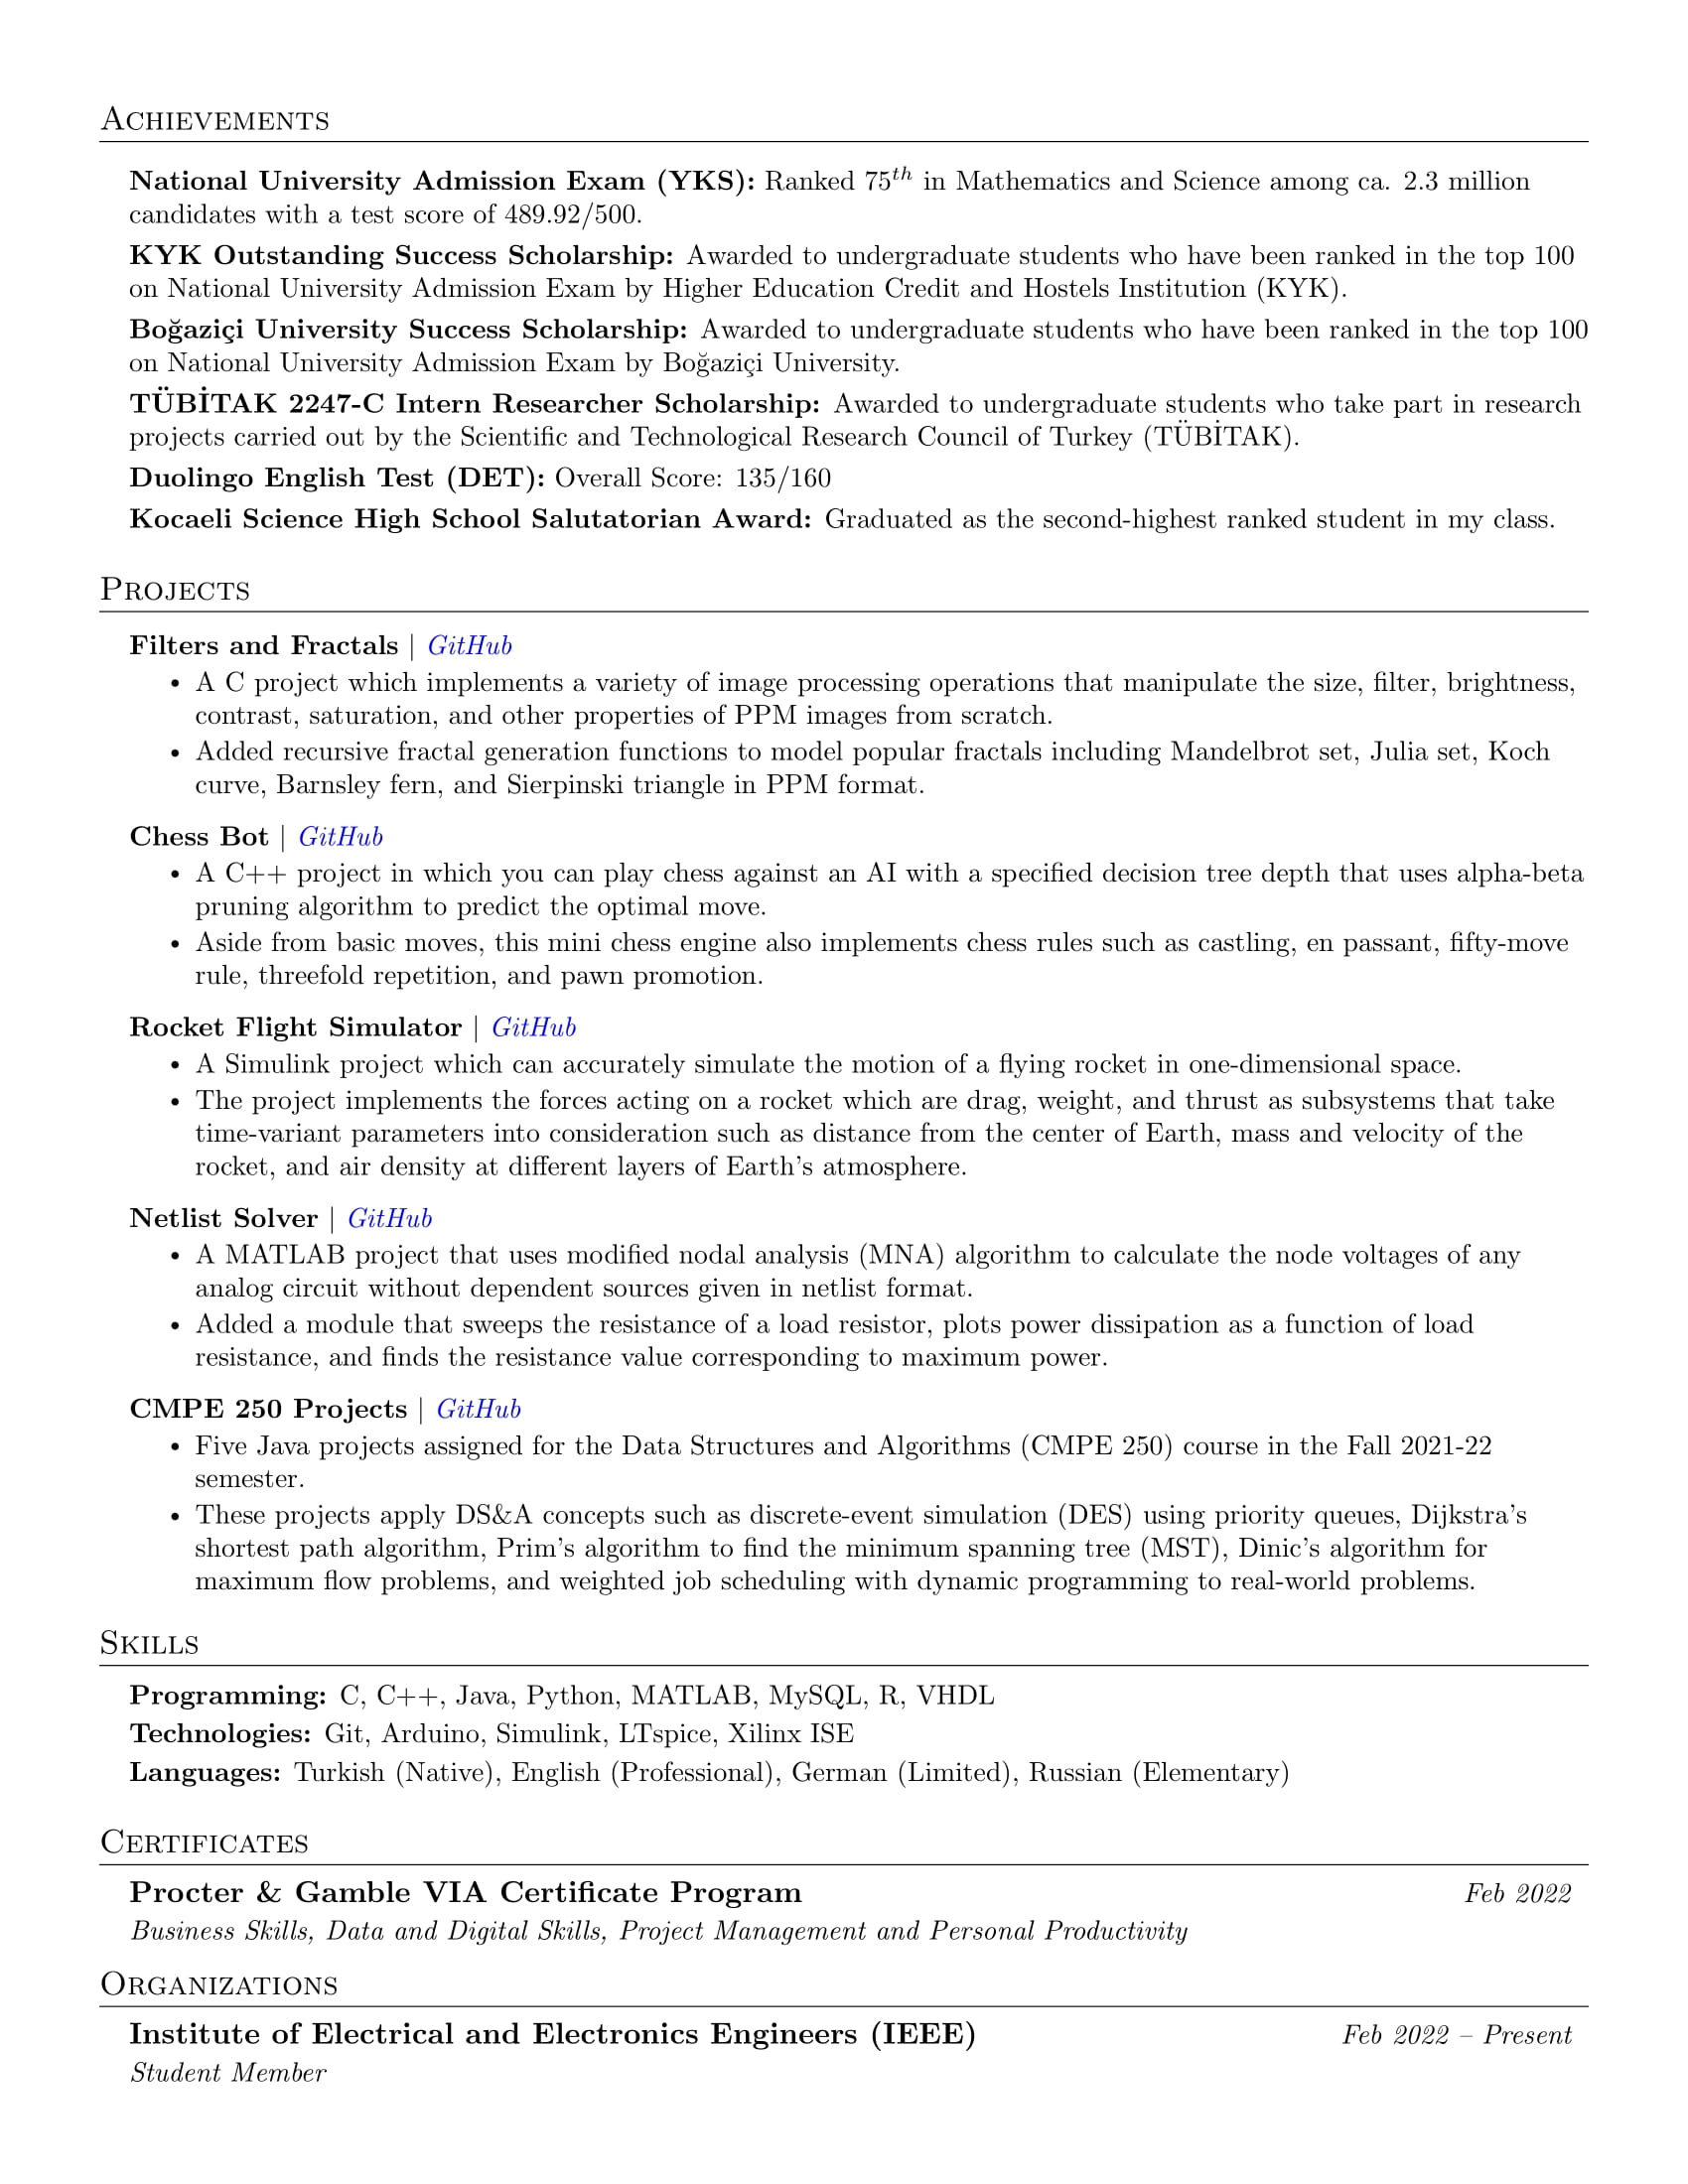 Achievements
National University Admission Exam (YKS): Ranked 75th in Mathematics and Science among ca. 2.3 million
candidates with a test score of 489.92/500.
KYK Outstanding Success Scholarship: Awarded to undergraduate students who have been ranked in the top 100
on National University Admission Exam by Higher Education Credit and Hostels Institution (KYK).
Boğaziçi University Success Scholarship: Awarded to undergraduate students who have been ranked in the top 100
on National University Admission Exam by Boğaziçi University.
TÜBİTAK 2247-C Intern Researcher Scholarship: Awarded to undergraduate students who take part in research
projects carried out by the Scientific and Technological Research Council of Turkey (TÜBİTAK).
Duolingo English Test (DET): Overall Score: 135/160
Kocaeli Science High School Salutatorian Award: Graduated as the second-highest ranked student in my class.
Projects
Filters and Fractals | GitHub
• A C project which implements a variety of image processing operations that manipulate the size, filter, brightness,
contrast, saturation, and other properties of PPM images from scratch.
• Added recursive fractal generation functions to model popular fractals including Mandelbrot set, Julia set, Koch
curve, Barnsley fern, and Sierpinski triangle in PPM format.
Chess Bot | GitHub
• A C++ project in which you can play chess against an AI with a specified decision tree depth that uses alpha-beta
pruning algorithm to predict the optimal move.
• Aside from basic moves, this mini chess engine also implements chess rules such as castling, en passant, fifty-move
rule, threefold repetition, and pawn promotion.
Rocket Flight Simulator | GitHub
• A Simulink project which can accurately simulate the motion of a flying rocket in one-dimensional space.
• The project implements the forces acting on a rocket which are drag, weight, and thrust as subsystems that take
time-variant parameters into consideration such as distance from the center of Earth, mass and velocity of the
rocket, and air density at different layers of Earth's atmosphere.
Netlist Solver | GitHub
• A MATLAB project that uses modified nodal analysis (MNA) algorithm to calculate the node voltages of any
analog circuit without dependent sources given in netlist format.
• Added a module that sweeps the resistance of a load resistor, plots power dissipation as a function of load
resistance, and finds the resistance value corresponding to maximum power.
CMPE 250 Projects | GitHub
• Five Java projects assigned for the Data Structures and Algorithms (CMPE 250) course in the Fall 2021-22
semester.
• These projects apply DS&A concepts such as discrete-event simulation (DES) using priority queues, Dijkstra's
shortest path algorithm, Prim's algorithm to find the minimum spanning tree (MST), Dinic's algorithm for
maximum flow problems, and weighted job scheduling with dynamic programming to real-world problems.
Skills
Programming: C, C++, Java, Python, MATLAB, MySQL, R, VHDL
Technologies: Git, Arduino, Simulink, LTspice, Xilinx ISE
Languages: Turkish (Native), English (Professional), German (Limited), Russian (Elementary)
Certificates
Procter & Gamble VIA Certificate Program Feb 2022
Business Skills, Data and Digital Skills, Project Management and Personal Productivity
Organizations
Institute of Electrical and Electronics Engineers (IEEE) Feb 2022 – Present
Student Member